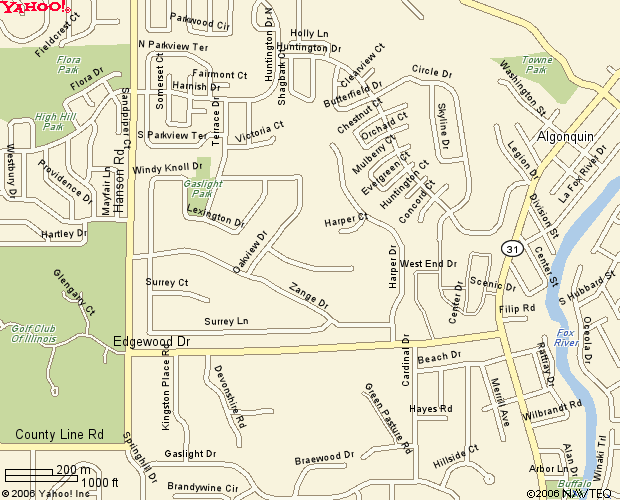 YAHOO!
Fieldcrest Ct
Parkwood Cir
Holly Ln
N Parkview Ter
Huntington Dr N
Huntington Dr
Shagbark Ct
Clearview Ct
Flora Park
Flora Dr
Somerset Ct
Fairmont Ct
Harnish Dr
Butterfield Dr
Circle Dr
Towne Park
Washington St
Sandpiper Ct
High Hill Park
S Parkview Ter
Terrace Dr
Victoria Ct
Chestnut Ct
Orchard Ct
Skyline Dr
Algonquin
Westbury Dr
Providence Dr
Mayfair Ln
Hanson Rd
Windy Knoll Dr
Mulberry Ct
Evergreen Ct
Huntington Ct
Concord Ct
Legion Dr
La Fox River Dr
Gaslight Park
Lexington Dr
Harper Ct
Division St
Hartley Dr
Oakview Dr
Harper Dr
West End Dr
31
Center St
Glengarry Ct
Surrey Ct
Zange Dr
Center Dr
Scenic Dr
S Hubbard St
Golf Club Of Illinois
Surrey Ln
Filip Rd
Fox River
Oneola Dr
Edgewood Dr
Kingston Place Rd
Devonshire Rd
Cardinal Dr
Beach Dr
Rattray Dr
Green Pasture Rd
Hayes Rd
Merrill Ave
Wilbrandt Rd
County Line Rd
Springhill Dr
Gaslight Dr
Braewood Dr
Hillside Ct
Alan Dr
Winaki Trl
Arbor Ln
Brandywine Cir
Buffalo
200 m
1000 ft
© 2006 Yahoo! Inc
©2006 NAVTEQ